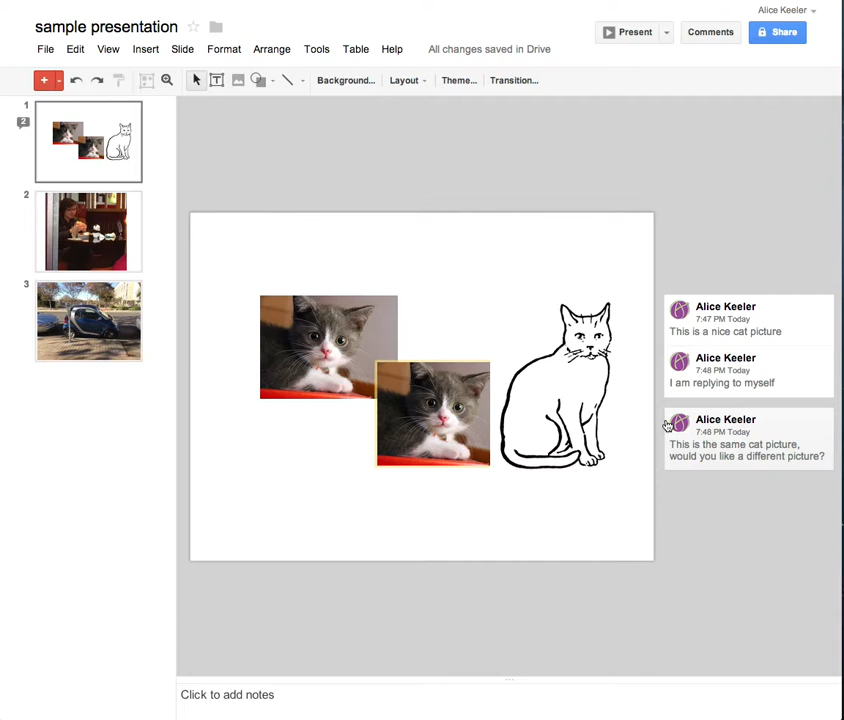 Alice Keeler
sample presentation
File Edit View Insert Slide Format Arrange Tools Table Help All changes saved in Drive
Present Comments Share
Background... Layout Theme... Transition...
1
2
2
3
Alice Keeler
7:47 PM Today
This is a nice cat picture
Alice Keeler
7:48 PM Today
I am replying to myself
Alice Keeler
7:48 PM Today
This is the same cat picture,
would you like a different picture?
Click to add notes